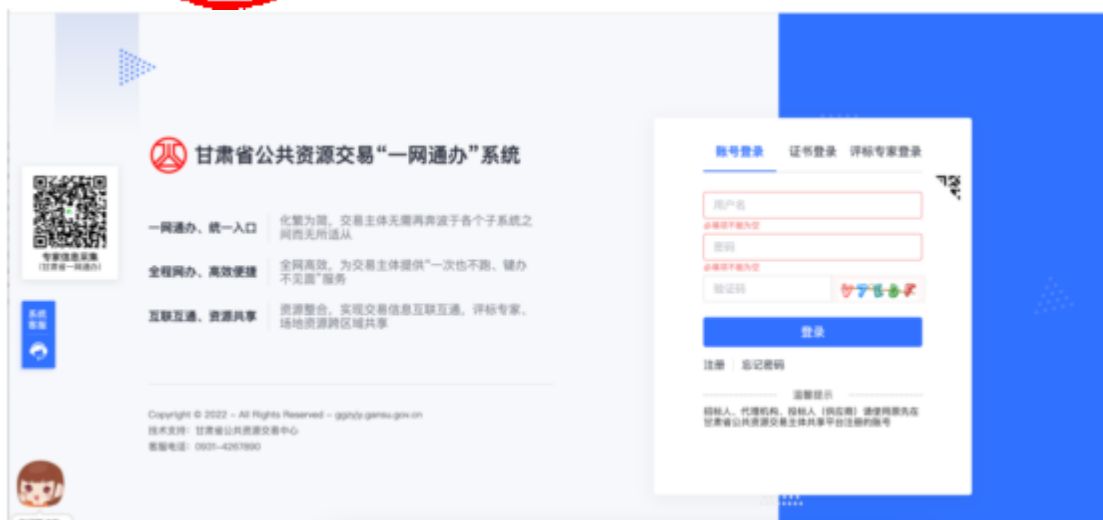 甘肃省公共资源交易“一网通办”系统
一网通办、统一入口
化繁为简，交易主体无需再奔波于各个子系统之
间而无所适从
全程网办、高效便捷
全网高效，为交易主体提供“一次也不跑、键办
不见面”服务
互联互通、资源共享
资源整合，实现交易信息互联互通，评标专家、
场地资源跨区域共享
Copyright © 2022 - All Rights Reserved - ggzyjy.gansu.gov.cn
技术支持：甘肃省公共资源交易中心
客服电话：0931-4267890
专家信息采集
(甘肃省一网通办)
系统
客服
账号登录 证书登录 评标专家登录
用户名
必填项不能为空
密码
必填项不能为空
验证码
登录
注册 忘记密码
温馨提示
招标人、代理机构、投标人（供应商）请使用原先在
甘肃省公共资源交易主体共享平台注册的账号